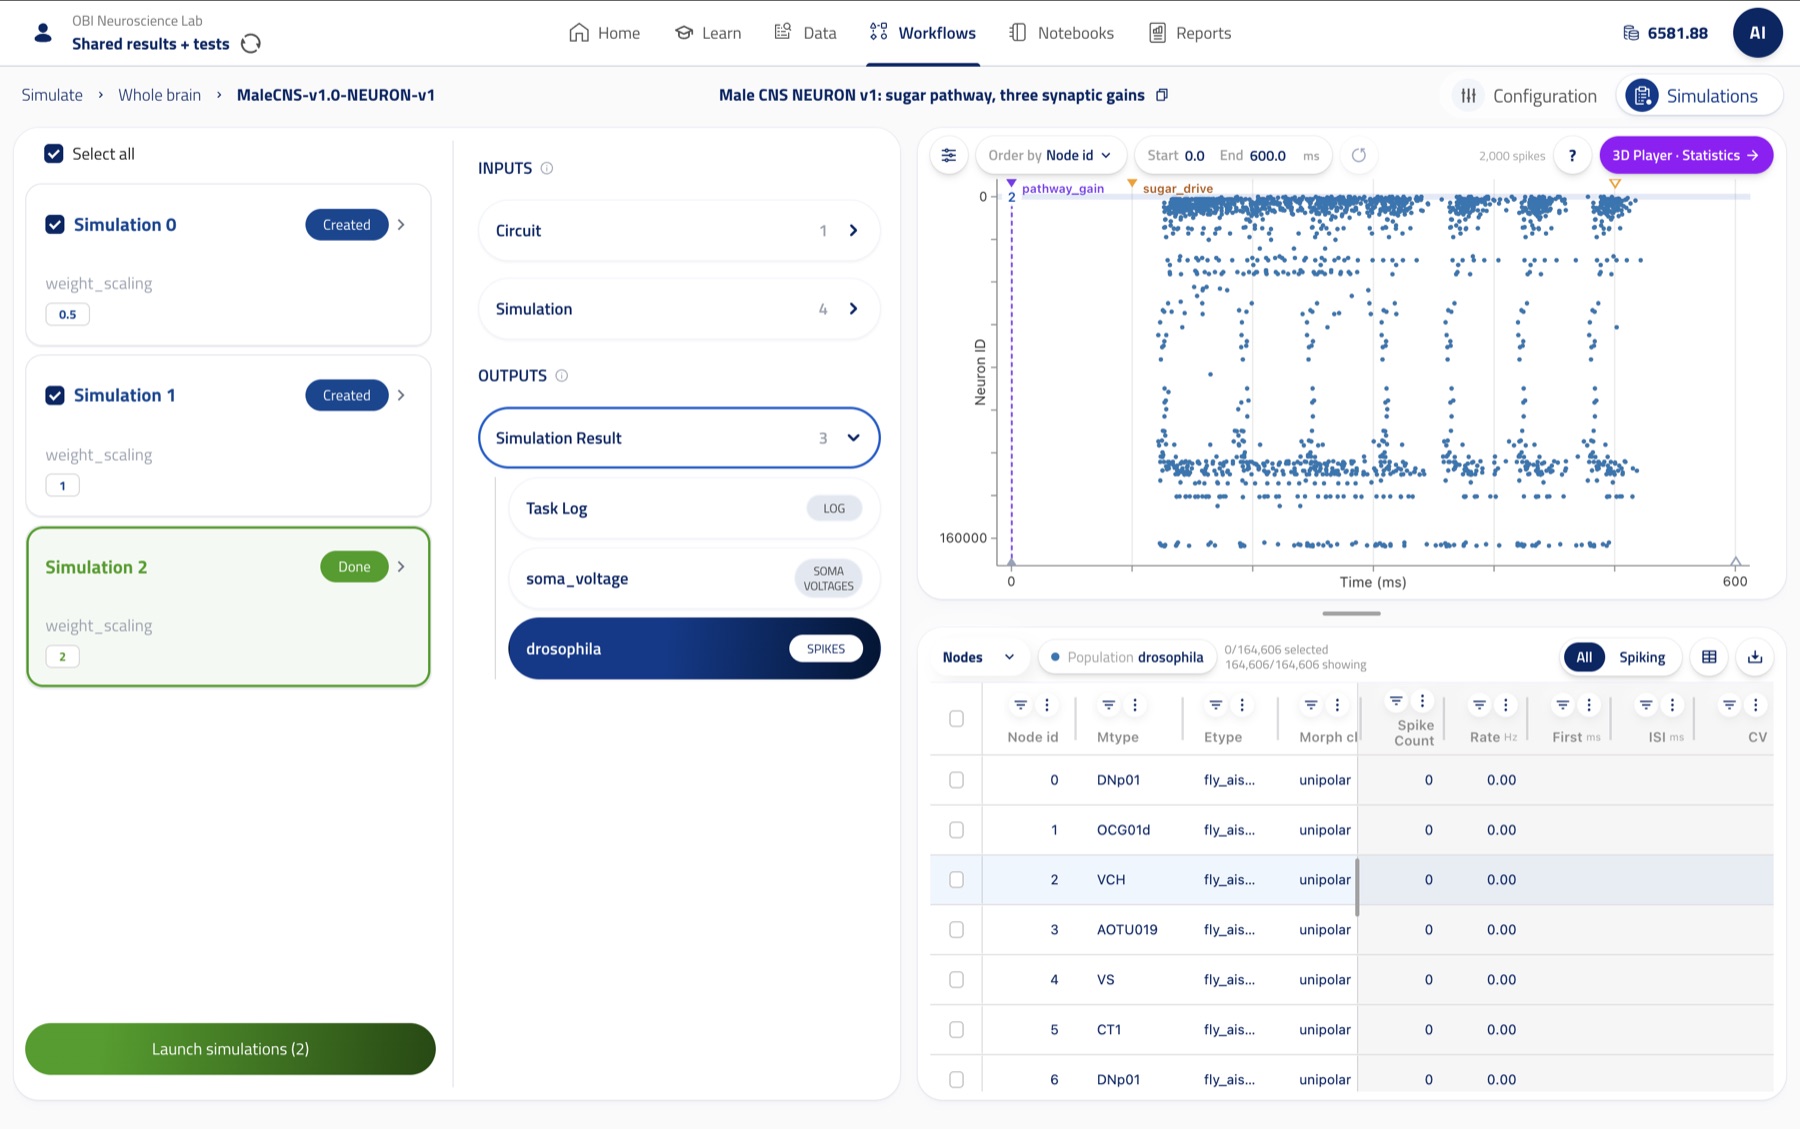 OBI Neuroscience Lab
Shared results + tests
Home
Learn
Data
Workflows
Notebooks
Reports
6581.88
AI
Simulate › Whole brain › MaleCNS-v1.0-NEURON-v1
Male CNS NEURON v1: sugar pathway, three synaptic gains
Configuration
Simulations
Select all
Simulation 0
Created
weight_scaling
0.5
Simulation 1
Created
weight_scaling
1
Simulation 2
Done
weight_scaling
2
Launch simulations (2)
INPUTS
Circuit 1
Simulation 4
OUTPUTS
Simulation Result 3
Task Log
LOG
soma_voltage
SOMA
VOLTAGES
drosophila
SPIKES
Order by Node id
Start 0.0 End 600.0 ms
2,000 spikes
?
3D Player · Statistics →
pathway_gain
sugar_drive
0
2
Neuron ID
160000
0
Time (ms)
600
Nodes
Population drosophila
0/164,606 selected
164,606/164,606 showing
All
Spiking
Node id
Mtype
Etype
Morph cl
Spike
Count
Rate Hz
First ms
ISI ms
CV
0 DNp01 fly_ais... unipolar 0 0.00
1 OCG01d fly_ais... unipolar 0 0.00
2 VCH fly_ais... unipolar 0 0.00
3 AOTU019 fly_ais... unipolar 0 0.00
4 VS fly_ais... unipolar 0 0.00
5 CT1 fly_ais... unipolar 0 0.00
6 DNp01 fly_ais... unipolar 0 0.00